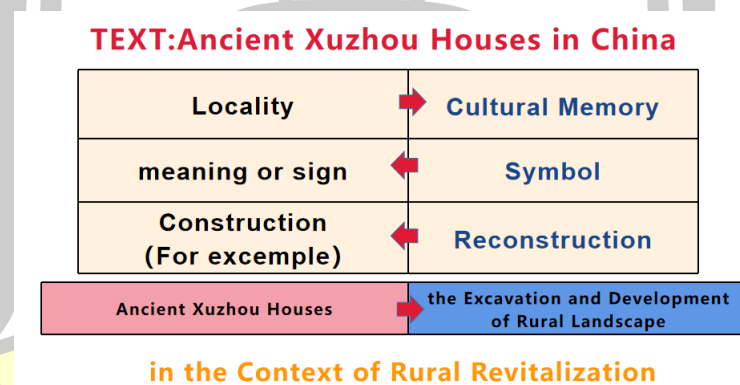 TEXT:Ancient Xuzhou Houses in China
Locality
Cultural Memory
meaning or sign
Symbol
Construction
(For excemple)
Reconstruction
Ancient Xuzhou Houses
the Excavation and Development
of Rural Landscape
in the Context of Rural Revitalization